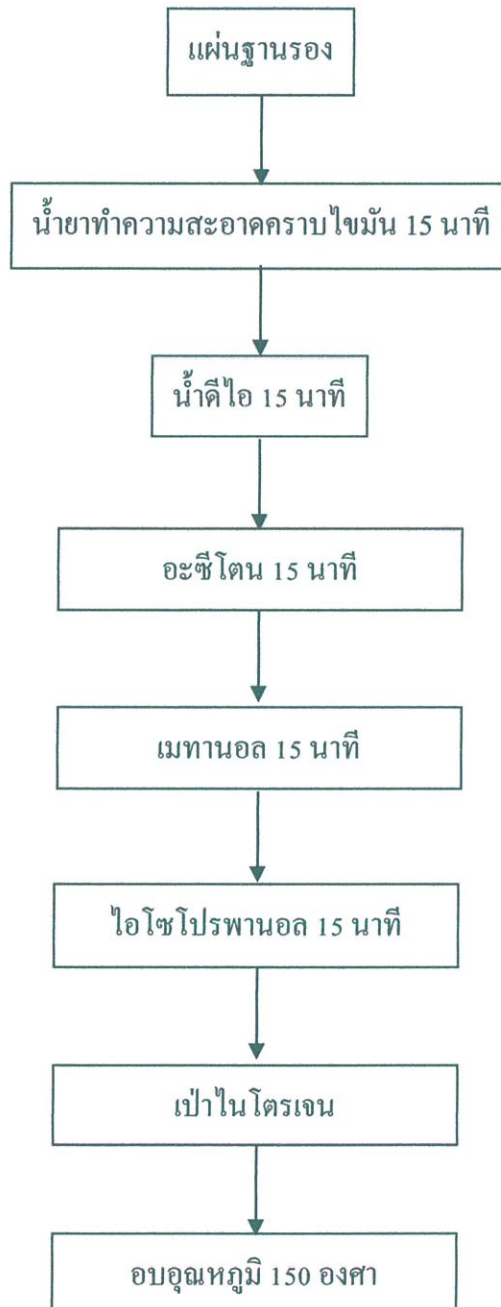 แผ่นฐานรอง
น้ำยาทำความสะอาดคราบไขมัน 15 นาที
น้ำดีไอ 15 นาที
อะซีโตน 15 นาที
เมทานอล 15 นาที
ไอโซโปรพานอล 15 นาที
เป่าไนโตรเจน
อบอุณหภูมิ 150 องศา